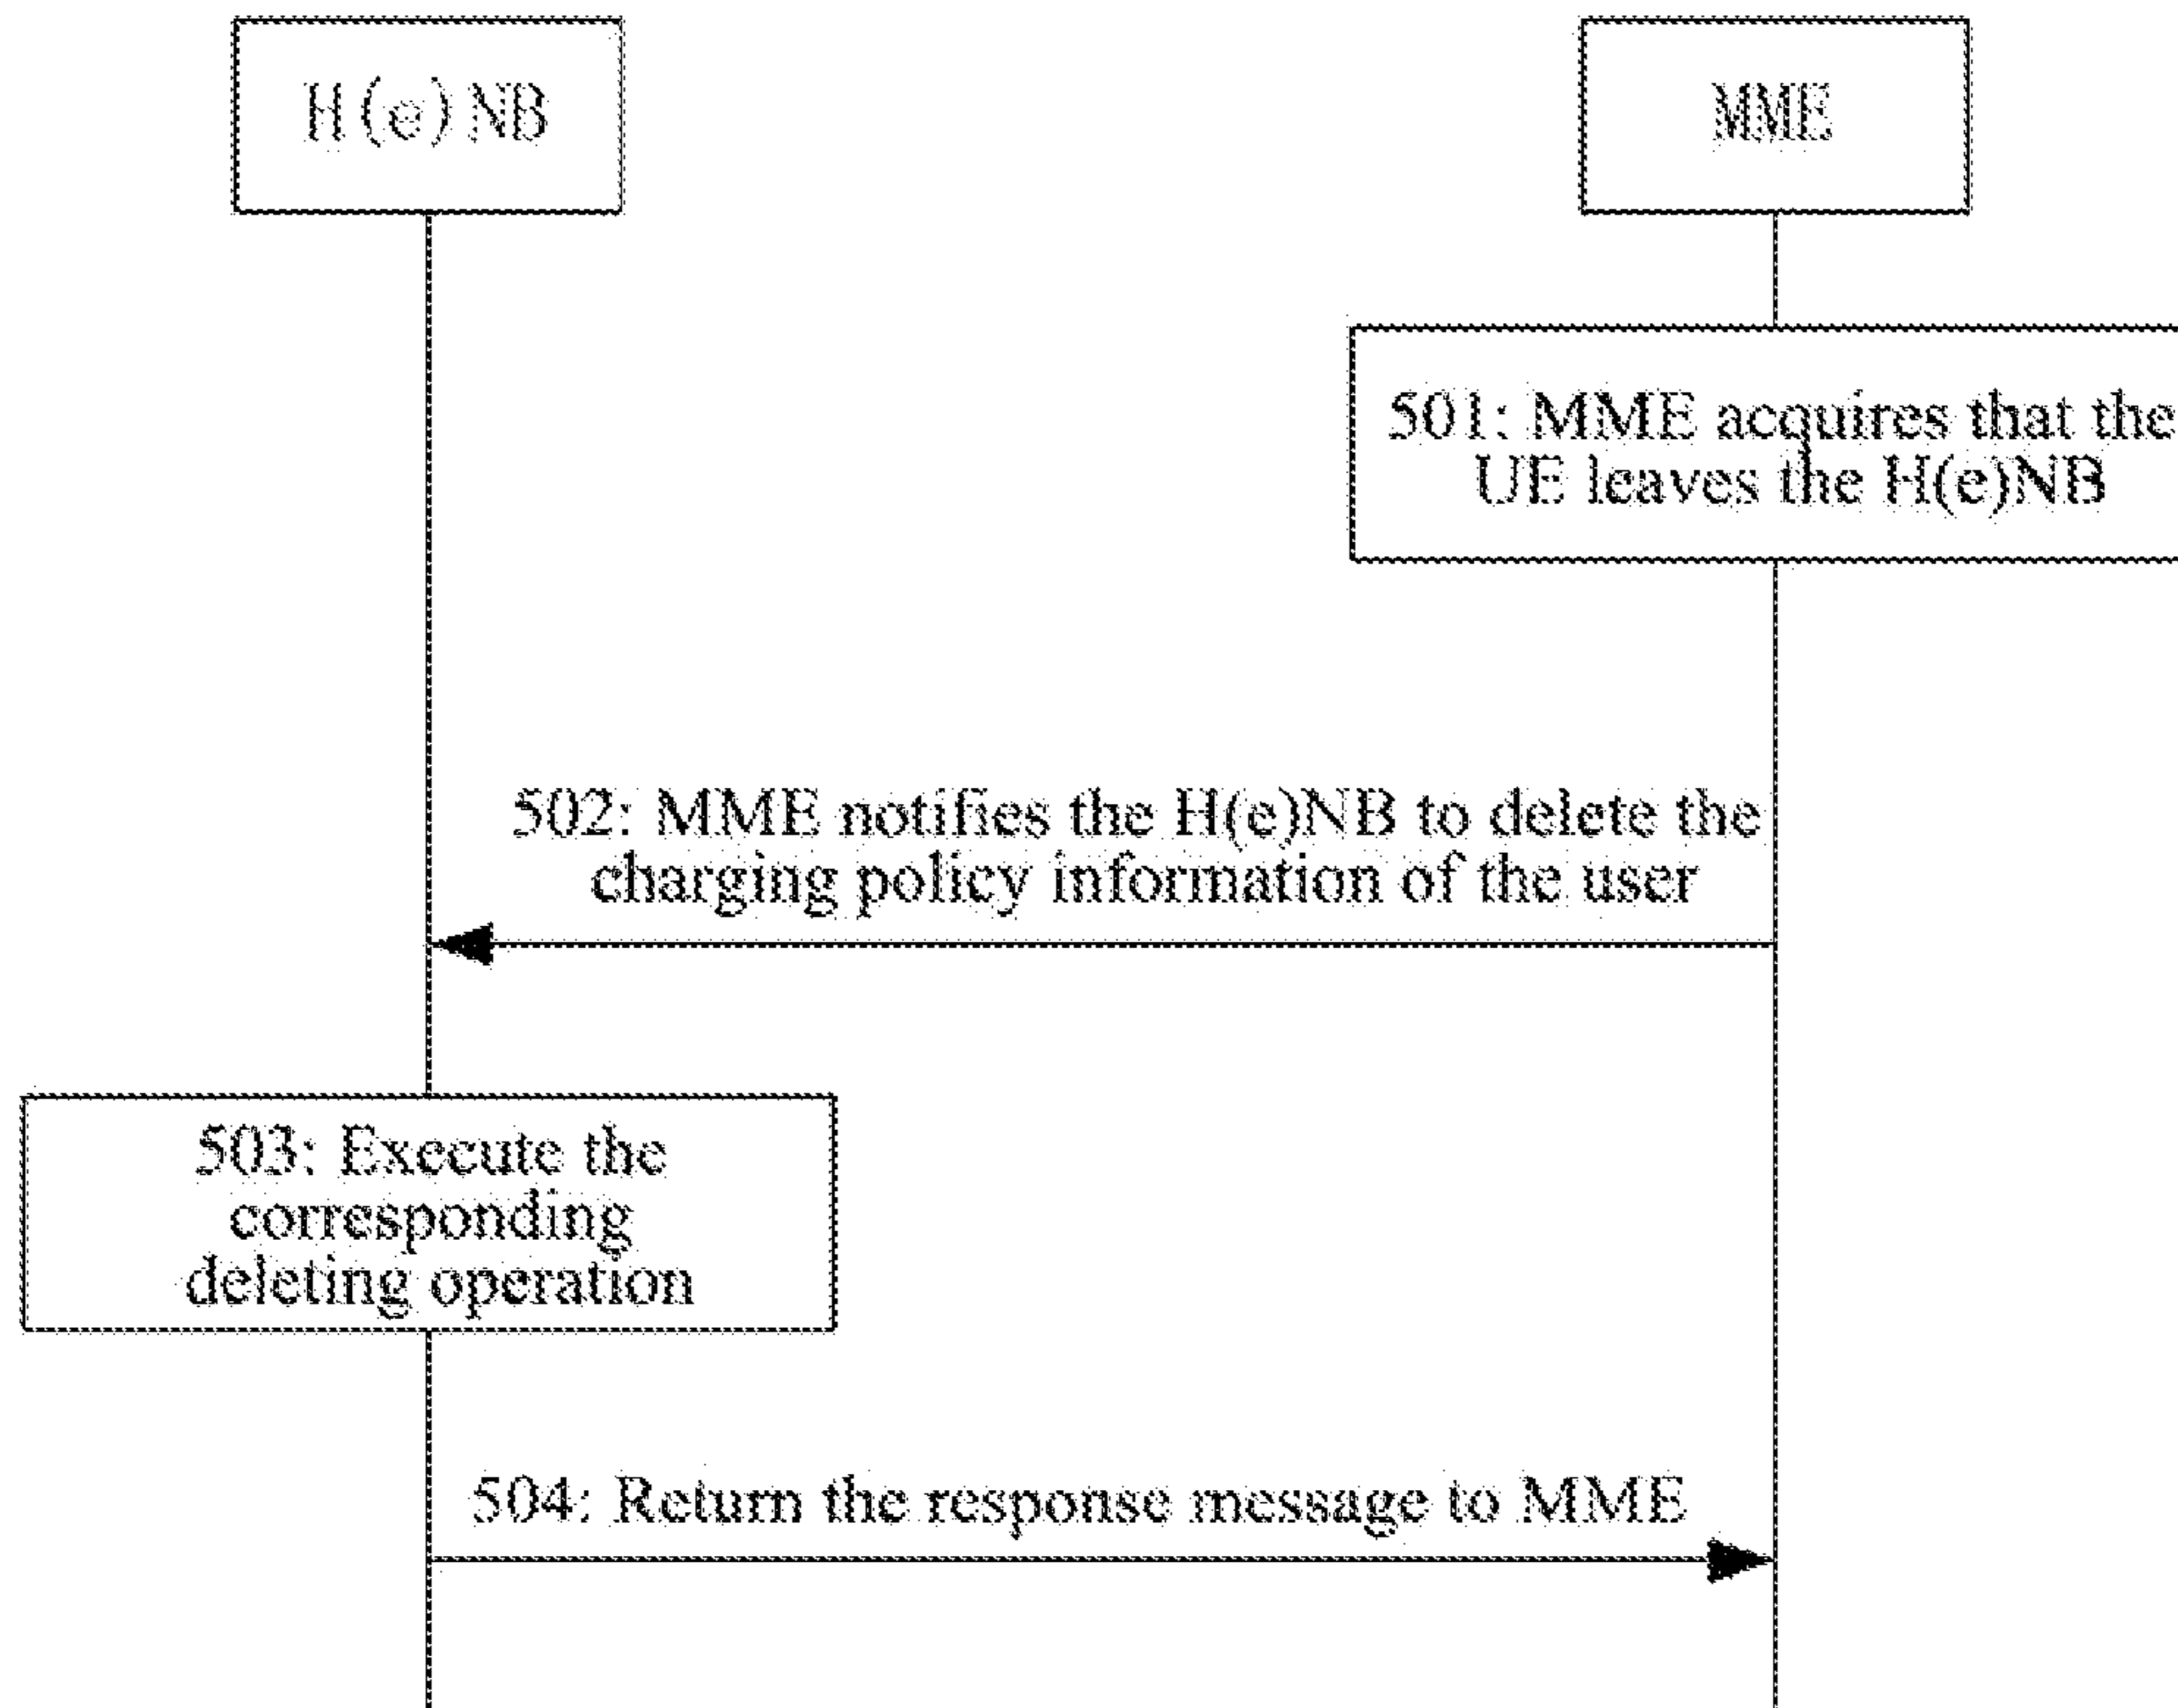 H(e)NB
MME
501: MME acquires that the
UE leaves the H(e)NB
502: MME notifies the H(e)NB to delete the
charging policy information of the user
503: Execute the
corresponding
deleting operation
504: Return the response message to MME